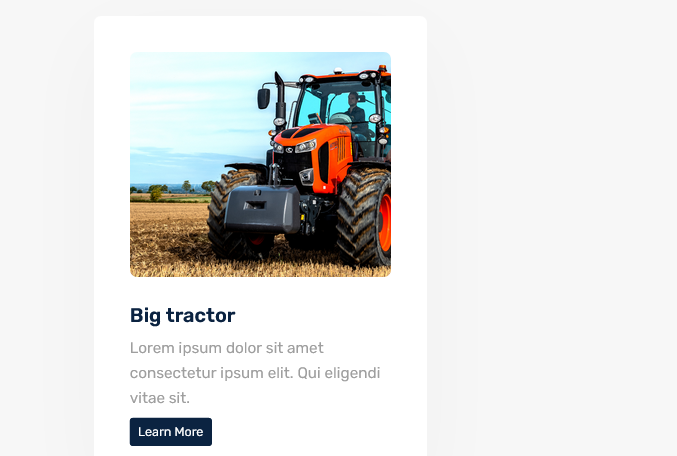 Big tractor
Lorem ipsum dolor sit amet
consectetur ipsum elit. Qui eligendi
vitae sit.
Learn More